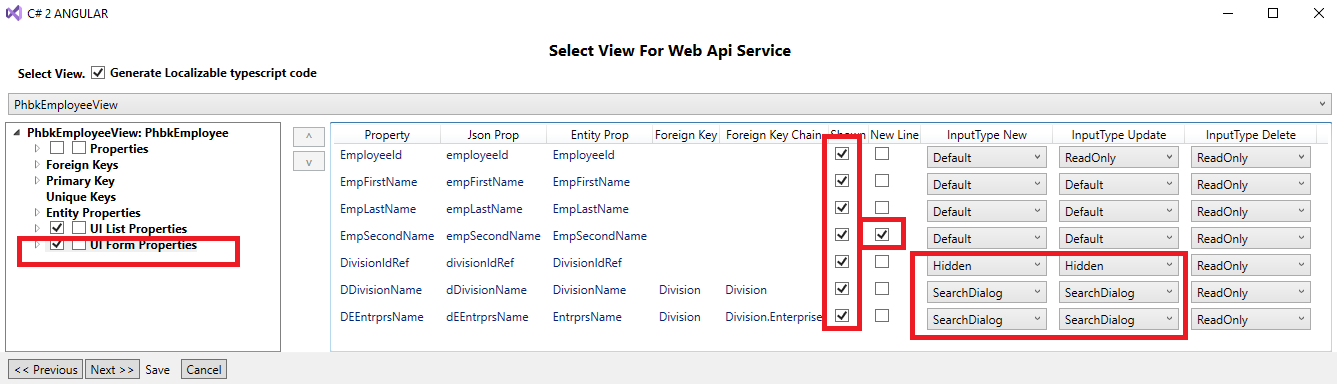 C# 2 ANGULAR
Select View For Web Api Service
Select View. Generate Localizable typescript code
PhbkEmployeeView
PhbkEmployeeView: PhbkEmployee
Properties
Foreign Keys
Primary Key
Unique Keys
Entity Properties
UI List Properties
UI Form Properties
Property Json Prop Entity Prop Foreign Key Foreign Key Chain Shown New Line InputType New InputType Update InputType Delete
EmployeeId employeeId EmployeeId Default ReadOnly ReadOnly
EmpFirstName empFirstName EmpFirstName Default Default ReadOnly
EmpLastName empLastName EmpLastName Default Default ReadOnly
EmpSecondName empSecondName EmpSecondName Default Default ReadOnly
DivisionIdRef divisionIdRef DivisionIdRef Hidden Hidden ReadOnly
DDivisionName dDivisionName DivisionName Division Division SearchDialog SearchDialog ReadOnly
DEEntrprsName dEEntrprsName EntrprsName Division Division.Enterprise SearchDialog SearchDialog ReadOnly
<< Previous Next >> Save Cancel